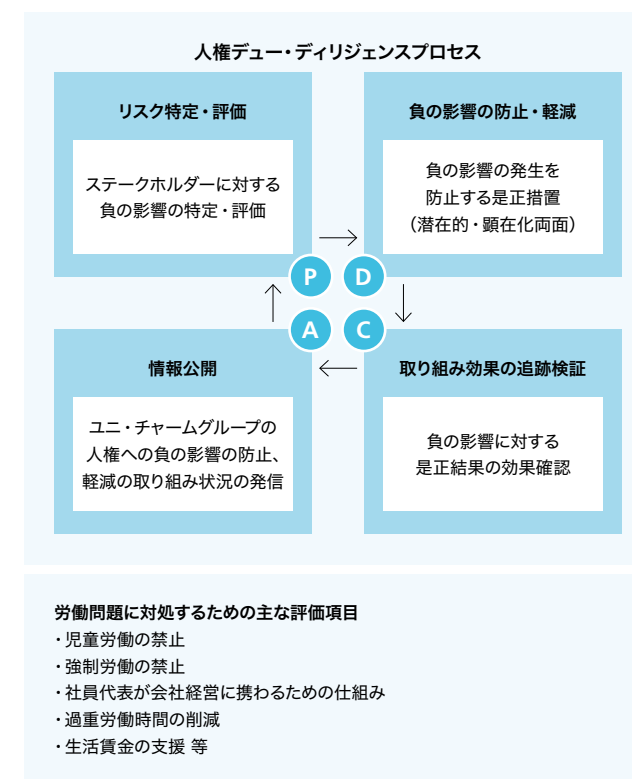 人権デュー・ディリジェンスプロセス
リスク特定・評価
ステークホルダーに対する
負の影響の特定・評価
負の影響の防止・軽減
負の影響の発生を
防止する是正措置
（潜在的・顕在化両面）
P
D
A
C
情報公開
ユニ・チャームグループの
人権への負の影響の防止、
軽減の取り組み状況の発信
取り組み効果の追跡検証
負の影響に対する
是正結果の効果確認
労働問題に対処するための主な評価項目
・児童労働の禁止
・強制労働の禁止
・社員代表が会社経営に携わるための仕組み
・過重労働時間の削減
・生活賃金の支援 等